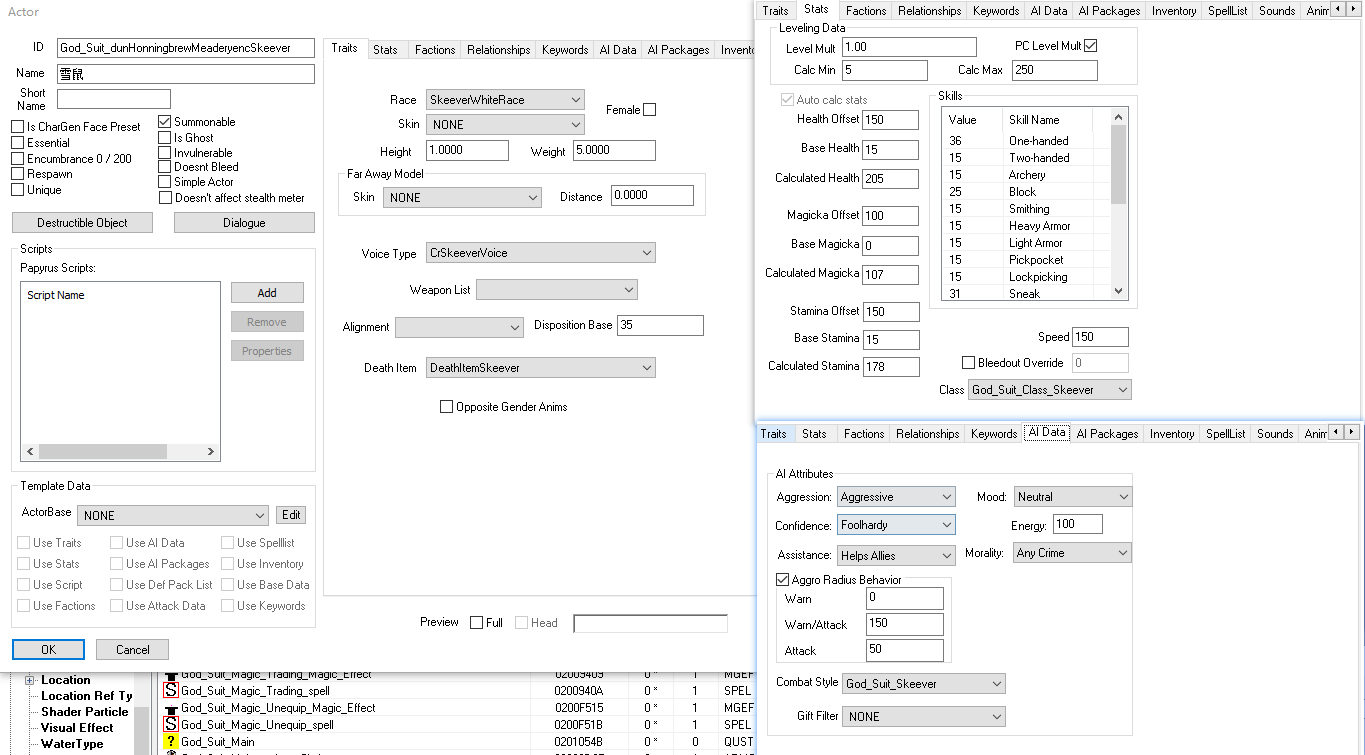 Actor
ID God_Suit_dunHonningbrewMeaderyencSkeever
Name 雪鼠
Short Name
Is CharGen Face Preset
Essential
Encumbrance 0 / 200
Respawn
Unique
Summonable
Is Ghost
Invulnerable
Doesnt Bleed
Simple Actor
Doesn't affect stealth meter
Destructible Object Dialogue
Scripts
Papyrus Scripts:
Script Name
Add
Remove
Properties
Template Data
ActorBase NONE Edit
Use Traits Use AI Data Use Spelllist
Use Stats Use AI Packages Use Inventory
Use Script Use Def Pack List Use Base Data
Use Factions Use Attack Data Use Keywords
OK Cancel
Traits Stats Factions Relationships Keywords AI Data AI Packages Invento
Race SkeeverWhiteRace Female
Skin NONE
Height 1.0000 Weight 5.0000
Far Away Model
Skin NONE Distance 0.0000
Voice Type CrSkeeverVoice
Weapon List
Alignment Disposition Base 35
Death Item DeathItemSkeever
Opposite Gender Anims
Preview Full Head
Traits Stats Factions Relationships Keywords AI Data AI Packages Inventory SpellList Sounds Anim
Leveling Data
Level Mult 1.00 PC Level Mult
Calc Min 5 Calc Max 250
Auto calc stats
Health Offset 150
Base Health 15
Calculated Health 205
Magicka Offset 100
Base Magicka 0
Calculated Magicka 107
Stamina Offset 150
Base Stamina 15
Calculated Stamina 178
Skills
Value Skill Name
36 One-handed
15 Two-handed
15 Archery
25 Block
15 Smithing
15 Heavy Armor
15 Light Armor
15 Pickpocket
15 Lockpicking
31 Sneak
Speed 150
Bleedout Override 0
Class God_Suit_Class_Skeever
Traits Stats Factions Relationships Keywords AI Data AI Packages Inventory SpellList Sounds Anim
AI Attributes
Aggression: Aggressive Mood: Neutral
Confidence: Foolhardy Energy: 100
Assistance: Helps Allies Morality: Any Crime
Aggro Radius Behavior
Warn 0
Warn/Attack 150
Attack 50
Combat Style God_Suit_Skeever
Gift Filter NONE
Location
Location Ref Ty
Shader Particle
Visual Effect
WaterType
God_Suit_Magic_Trading_Magic_Effect 02009409 0 * 1 MGEF
S God_Suit_Magic_Trading_spell 0200940A 0 * 1 SPEL
God_Suit_Magic_Unequip_Magic_Effect 0200F515 0 * 1 MGEF
S God_Suit_Magic_Unequip_spell 0200F51B 0 * 1 SPEL
? God_Suit_Main 0201054B 0 * 0 QUST